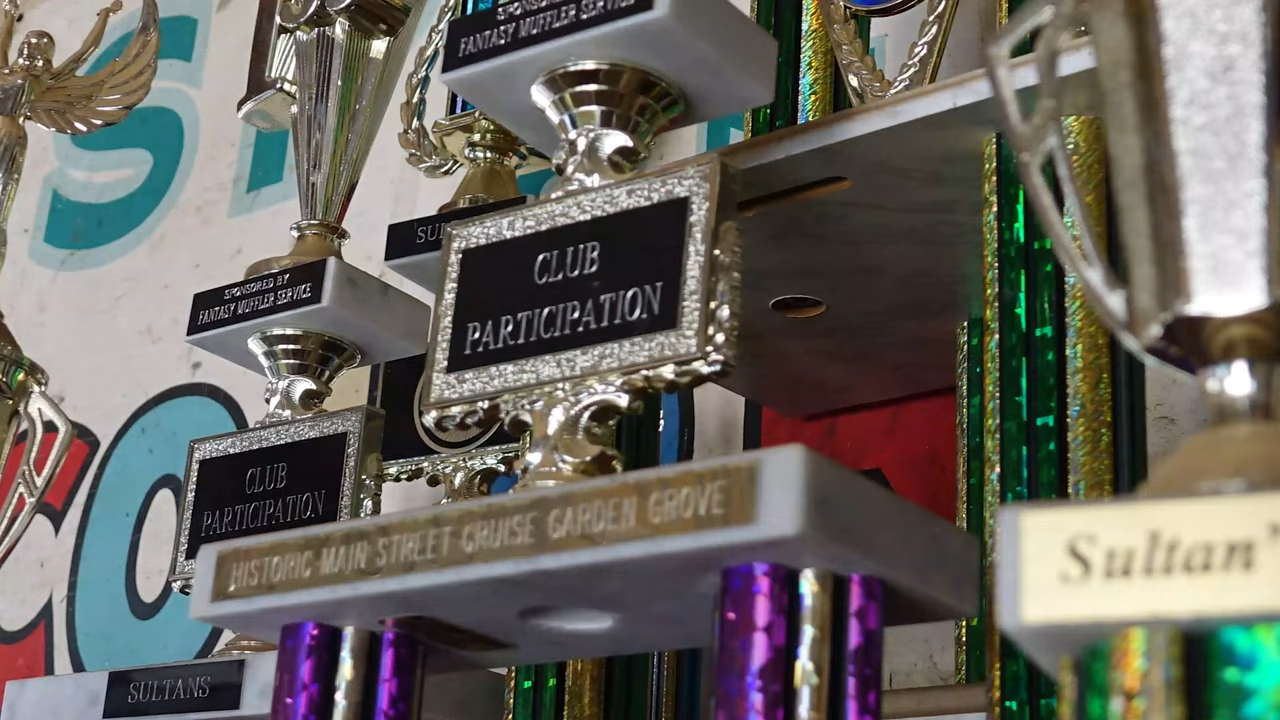 SPONSORED BY
FANTASY MUFFLER SERVICE
SPONSORED BY
FANTASY MUFFLER SERVICE
CLUB
PARTICIPATION
CLUB
PARTICIPATION
HISTORIC MAIN STREET CRUISE GARDEN GROVE
Sultan'
SULTANS